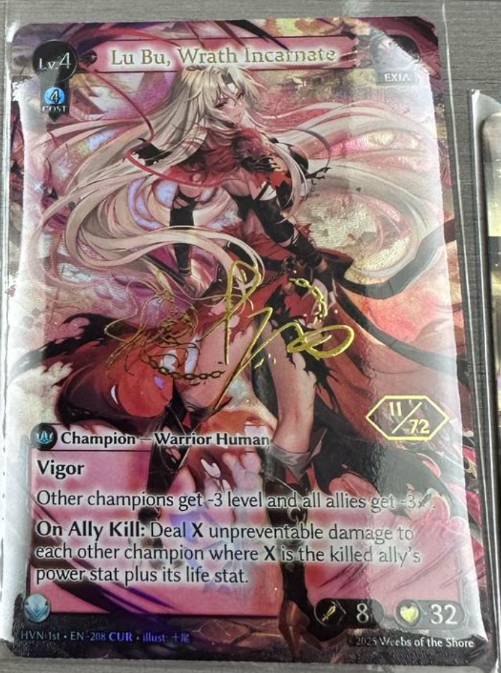 Lv.4
Lu Bu, Wrath Incarnate
EXIA
4
COST
11/72
Champion — Warrior Human
Vigor
Other champions get -3 level and all allies get -3
On Ally Kill: Deal X unpreventable damage to
each other champion where X is the killed ally's
power stat plus its life stat.
8
32
HVN-1st • EN-208 CUR • illust: 十尾
© 2025 Weebs of the Shore